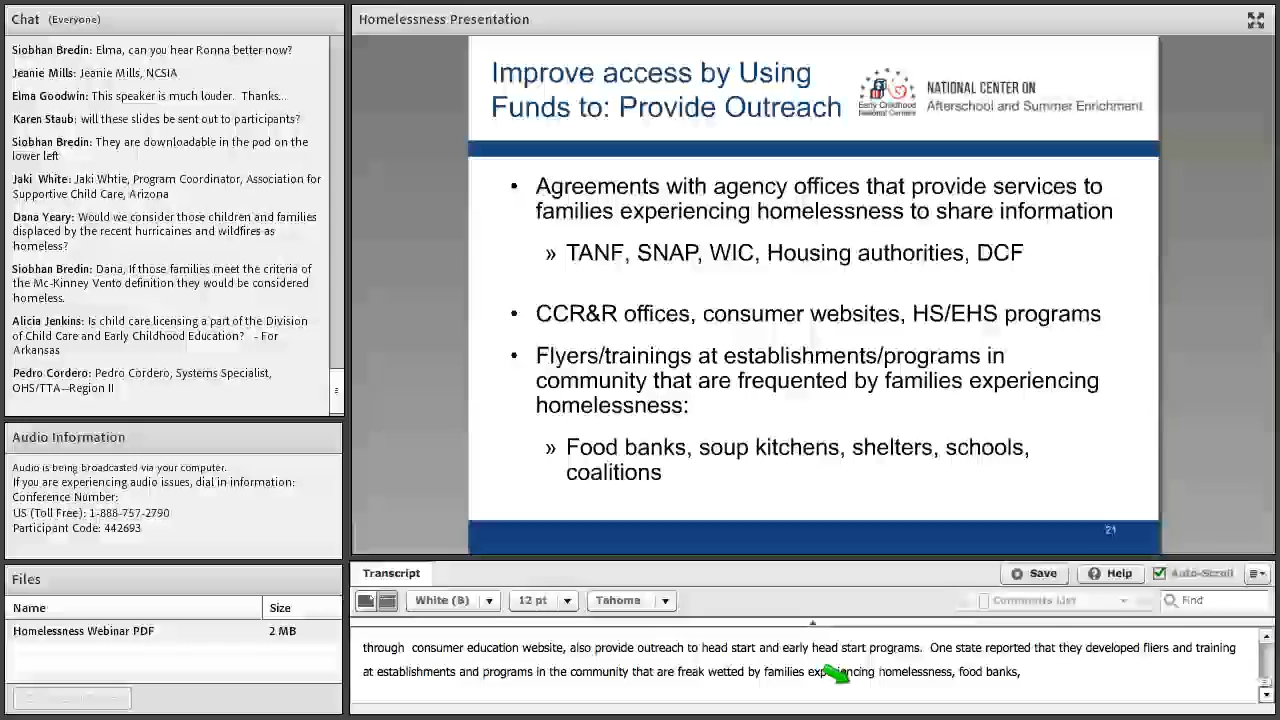 Chat (Everyone)
Siobhan Bredin: Elma, can you hear Ronna better now?
Jeanie Mills: Jeanie Mills, NCSIA
Elma Goodwin: This speaker is much louder. Thanks...
Karen Staub: will these slides be sent out to participants?
Siobhan Bredin: They are downloadable in the pod on the
lower left
Jaki White: Jaki Whtie, Program Coordinator, Association for
Supportive Child Care, Arizona
Dana Yeary: Would we consider those children and families
displaced by the recent hurricanes and wildfires as
homeless?
Siobhan Bredin: Dana, If those families meet the criteria of
the Mc-Kinney Vento definition they would be considered
homeless.
Alicia Jenkins: Is child care licensing a part of the Division
of Child Care and Early Childhood Education? - For
Arkansas
Pedro Cordero: Pedro Cordero, Systems Specialist,
OHS/TTA--Region II
Audio Information
Audio is being broadcasted via your computer.
If you are experiencing audio issues, dial in information:
Conference Number:
US (Toll Free): 1-888-757-2790
Participant Code: 442693
Files
Name Size
Homelessness Webinar PDF 2 MB
Homelessness Presentation
Improve access by Using
Funds to: Provide Outreach
Early Childhood
National Centers
NATIONAL CENTER ON
Afterschool and Summer Enrichment
• Agreements with agency offices that provide services to
families experiencing homelessness to share information
» TANF, SNAP, WIC, Housing authorities, DCF
• CCR&R offices, consumer websites, HS/EHS programs
• Flyers/trainings at establishments/programs in
community that are frequented by families experiencing
homelessness:
» Food banks, soup kitchens, shelters, schools,
coalitions
21
Transcript Save Help Auto-Scroll
White (B) 12 pt Tahoma Comments List Find
through consumer education website, also provide outreach to head start and early head start programs. One state reported that they developed fliers and training
at establishments and programs in the community that are freak wetted by families experiencing homelessness, food banks,